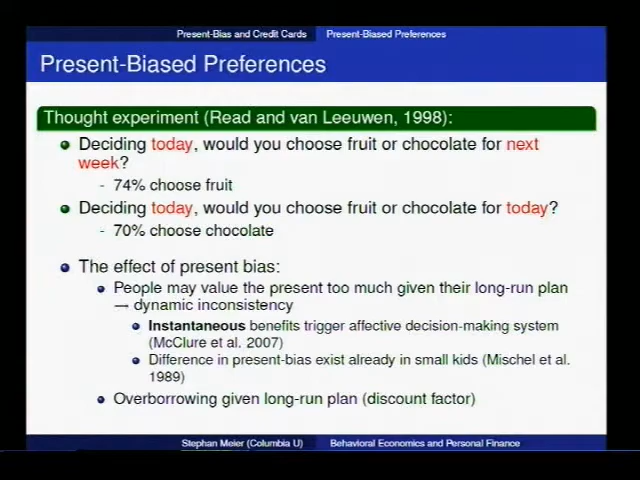 Present-Bias and Credit Cards Present-Biased Preferences
Present-Biased Preferences
Thought experiment (Read and van Leeuwen, 1998):
Deciding today, would you choose fruit or chocolate for next
week?
- 74% choose fruit
Deciding today, would you choose fruit or chocolate for today?
- 70% choose chocolate
The effect of present bias:
People may value the present too much given their long-run plan
→ dynamic inconsistency
Instantaneous benefits trigger affective decision-making system
(McClure et al. 2007)
Difference in present-bias exist already in small kids (Mischel et al.
1989)
Overborrowing given long-run plan (discount factor)
Stephan Meier (Columbia U) Behavioral Economics and Personal Finance